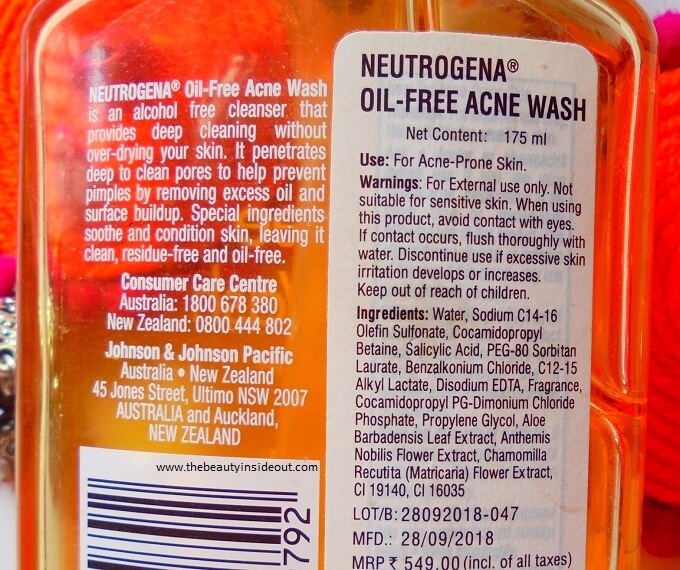 NEUTROGENA® Oil-Free Acne Wash
is an alcohol free cleanser that
provides deep cleaning without
over-drying your skin. It penetrates
deep to clean pores to help prevent
pimples by removing excess oil and
surface buildup. Special ingredients
soothe and condition skin, leaving it
clean, residue-free and oil-free.
Consumer Care Centre
Australia: 1800 678 380
New Zealand: 0800 444 802
Johnson & Johnson Pacific
Australia • New Zealand
45 Jones Street, Ultimo NSW 2007
AUSTRALIA and Auckland,
NEW ZEALAND
www.thebeautyinsideout.com
792
NEUTROGENA®
OIL-FREE ACNE WASH
Net Content: 175 ml
Use: For Acne-Prone Skin.
Warnings: For External use only. Not
suitable for sensitive skin. When using
this product, avoid contact with eyes.
If contact occurs, flush thoroughly with
water. Discontinue use if excessive skin
irritation develops or increases.
Keep out of reach of children.
Ingredients: Water, Sodium C14-16
Olefin Sulfonate, Cocamidopropyl
Betaine, Salicylic Acid, PEG-80 Sorbitan
Laurate, Benzalkonium Chloride, C12-15
Alkyl Lactate, Disodium EDTA, Fragrance,
Cocamidopropyl PG-Dimonium Chloride
Phosphate, Propylene Glycol, Aloe
Barbadensis Leaf Extract, Anthemis
Nobilis Flower Extract, Chamomilla
Recutita (Matricaria) Flower Extract,
CI 19140, CI 16035
LOT/B: 28092018-047
MFD.: 28/09/2018
MRP ₹ 549.00 (incl. of all taxes)